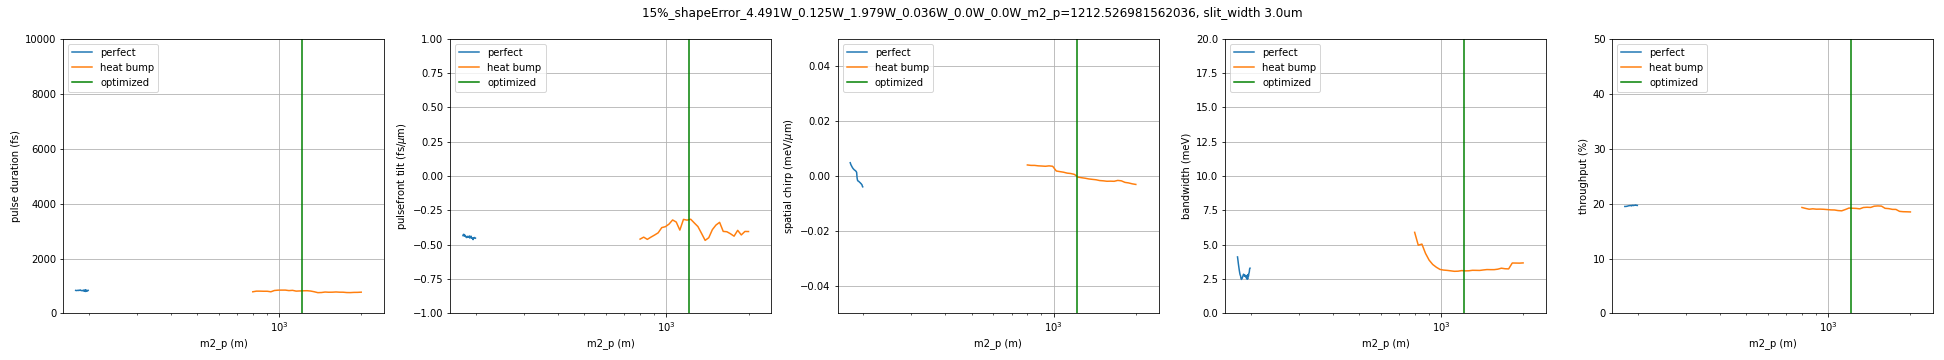 15%_shapeError_4.491W_0.125W_1.979W_0.036W_0.0W_0.0W_m2_p=1212.526981562036, slit_width 3.0um
pulse duration (fs)
10000
8000
6000
4000
2000
0
perfect
heat bump
optimized
10³
m2_p (m)
pulsefront tilt (fs/μm)
1.00
0.75
0.50
0.25
0.00
−0.25
−0.50
−0.75
−1.00
perfect
heat bump
optimized
10³
m2_p (m)
spatial chirp (meV/μm)
0.04
0.02
0.00
−0.02
−0.04
perfect
heat bump
optimized
10³
m2_p (m)
bandwidth (meV)
20.0
17.5
15.0
12.5
10.0
7.5
5.0
2.5
0.0
perfect
heat bump
optimized
10³
m2_p (m)
throughput (%)
50
40
30
20
10
0
perfect
heat bump
optimized
10³
m2_p (m)